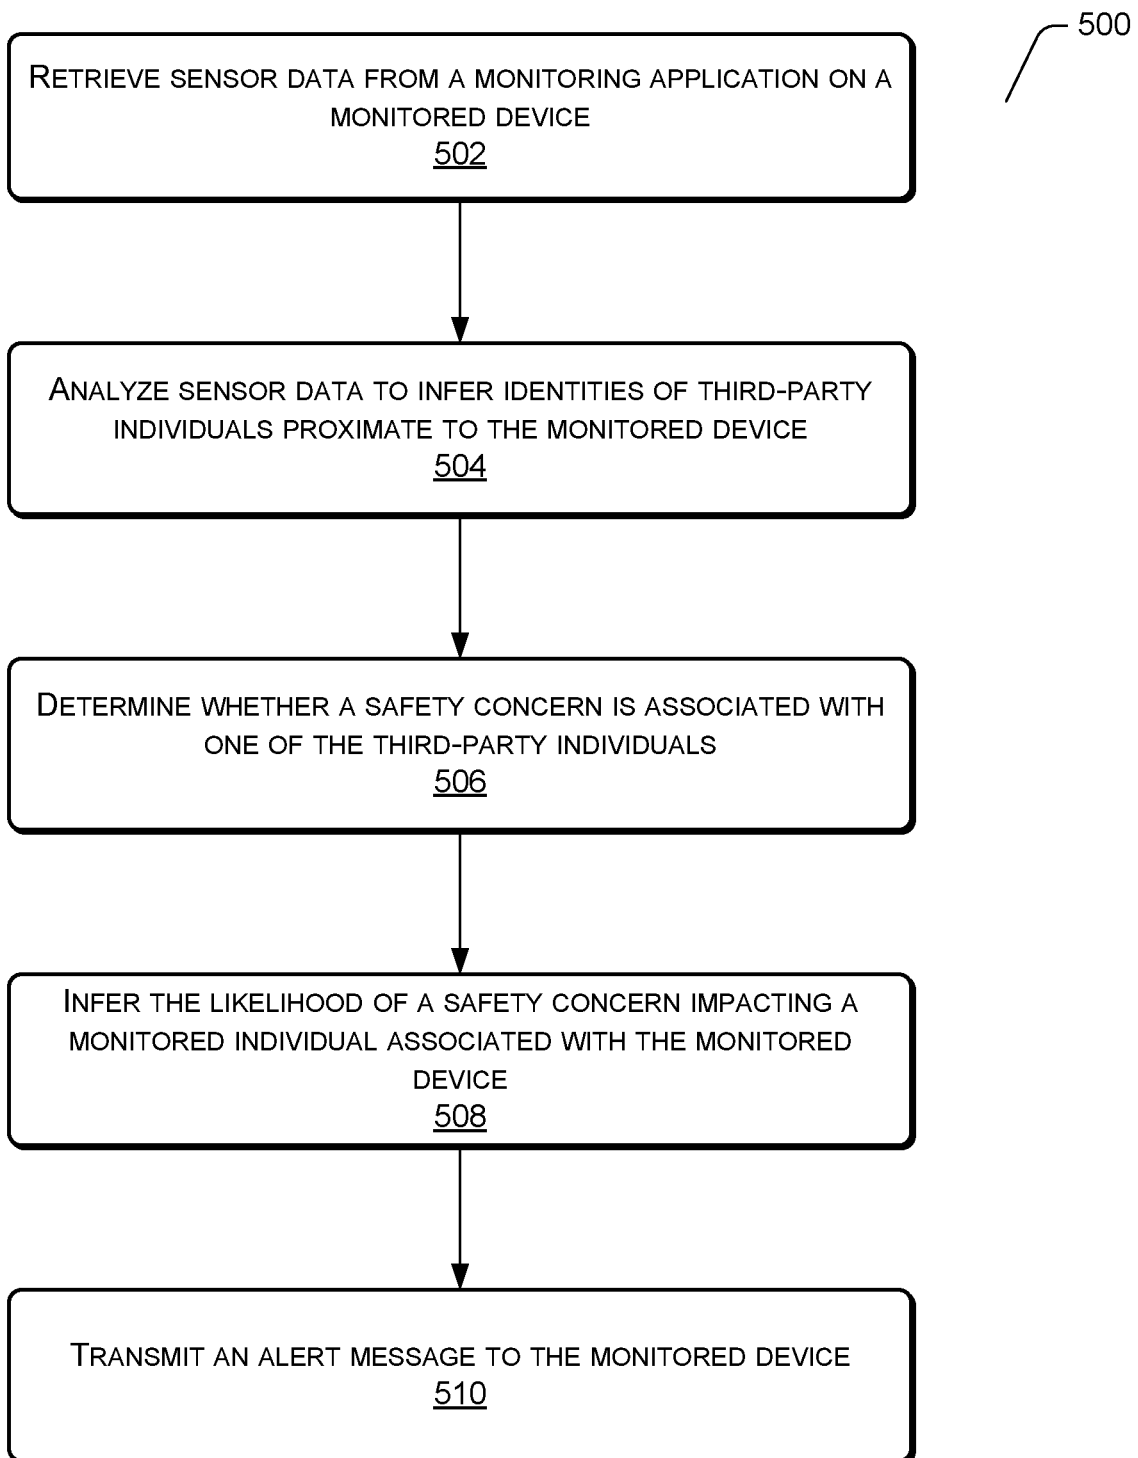 500
RETRIEVE SENSOR DATA FROM A MONITORING APPLICATION ON A
MONITORED DEVICE
502
ANALYZE SENSOR DATA TO INFER IDENTITIES OF THIRD-PARTY
INDIVIDUALS PROXIMATE TO THE MONITORED DEVICE
504
DETERMINE WHETHER A SAFETY CONCERN IS ASSOCIATED WITH
ONE OF THE THIRD-PARTY INDIVIDUALS
506
INFER THE LIKELIHOOD OF A SAFETY CONCERN IMPACTING A
MONITORED INDIVIDUAL ASSOCIATED WITH THE MONITORED
DEVICE
508
TRANSMIT AN ALERT MESSAGE TO THE MONITORED DEVICE
510